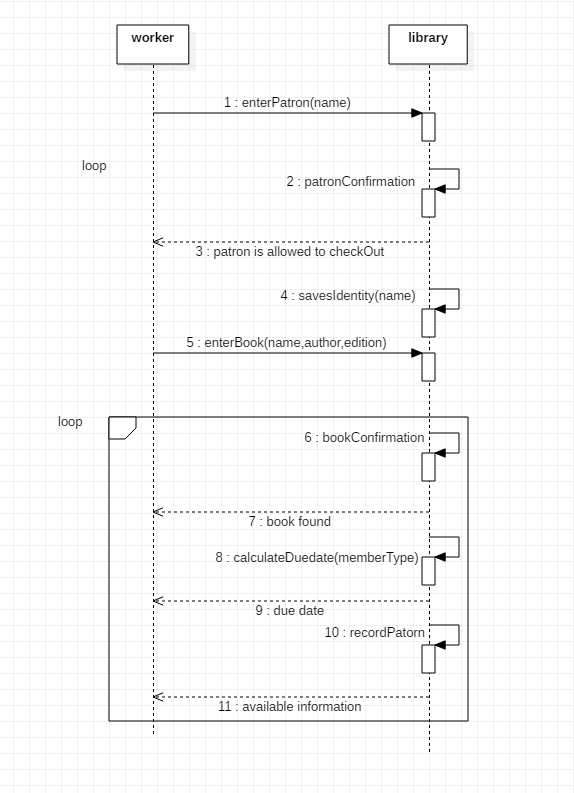 worker
library
1 : enterPatron(name)
loop
2 : patronConfirmation
3 : patron is allowed to checkOut
4 : savesIdentity(name)
5 : enterBook(name,author,edition)
loop
6 : bookConfirmation
7 : book found
8 : calculateDuedate(memberType)
9 : due date
10 : recordPatorn
11 : available information